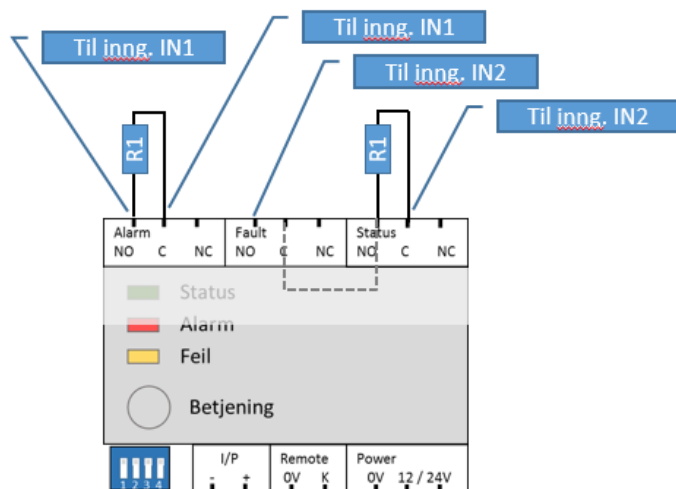 Til inng. IN1
Til inng. IN1
Til inng. IN2
Til inng. IN2
R1
R1
Alarm
NO C NC
Fault
NO C NC
Status
NO C NC
Status
Alarm
Feil
Betjening
1 2 3 4
I/P
- +
Remote
0V K
Power
0V 12 / 24V